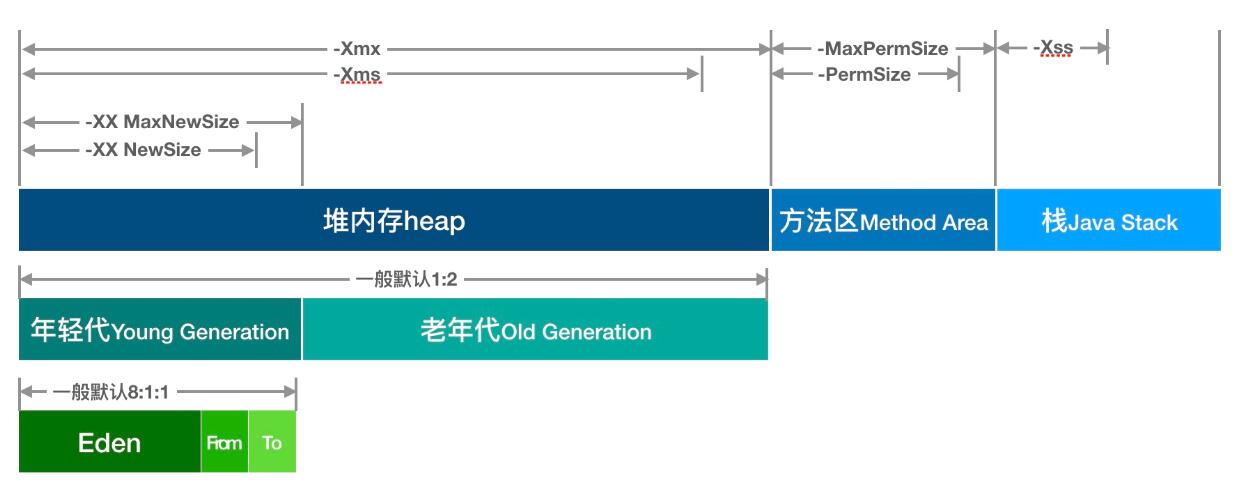 -Xmx
-MaxPermSize
-Xss
-Xms
-PermSize
-XX MaxNewSize
-XX NewSize
堆内存heap
方法区Method Area
栈Java Stack
一般默认1:2
年轻代Young Generation
老年代Old Generation
一般默认8:1:1
Eden
From
To